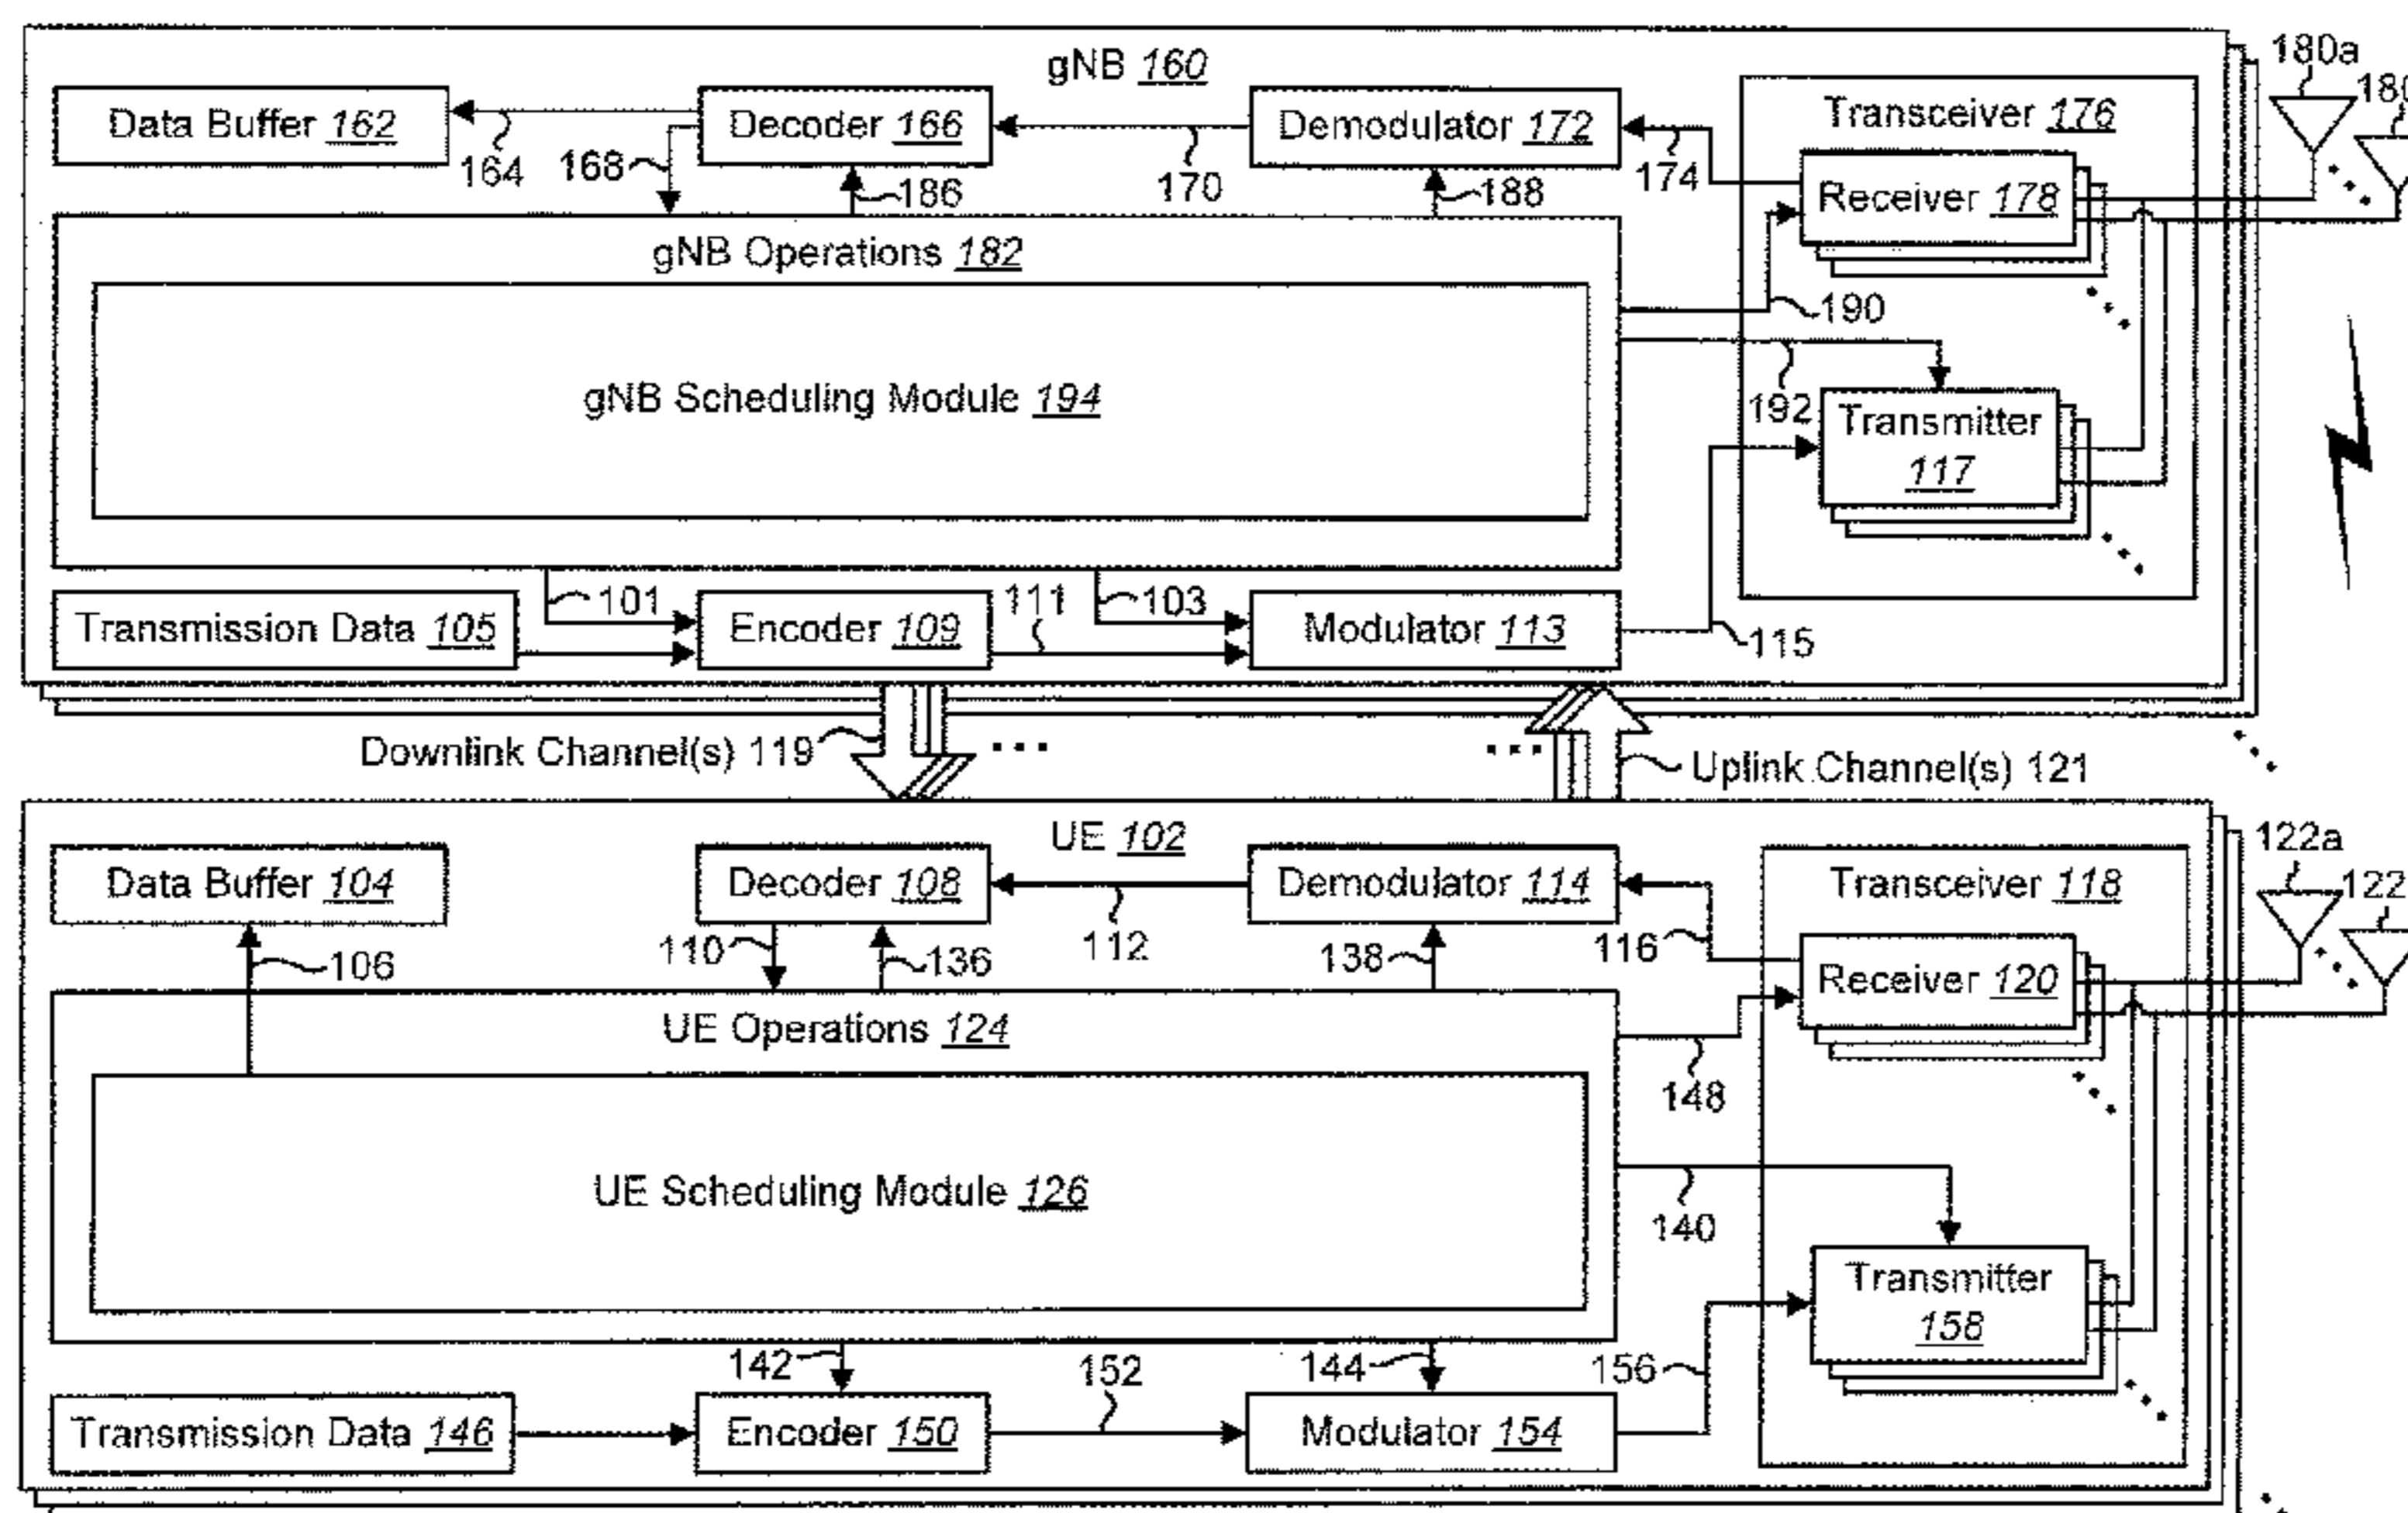 gNB 160
180a
180
Data Buffer 162
Decoder 166
Demodulator 172
Transceiver 176
164
168
186
170
188
174
Receiver 178
gNB Operations 182
190
gNB Scheduling Module 194
192
Transmitter
117
101
111
103
Transmission Data 105
Encoder 109
Modulator 113
115
Downlink Channel(s) 119
Uplink Channel(s) 121
UE 102
122a
122
Data Buffer 104
Decoder 108
Demodulator 114
Transceiver 118
106
110
136
112
138
116
Receiver 120
UE Operations 124
148
UE Scheduling Module 126
140
Transmitter
158
142
152
144
156
Transmission Data 146
Encoder 150
Modulator 154